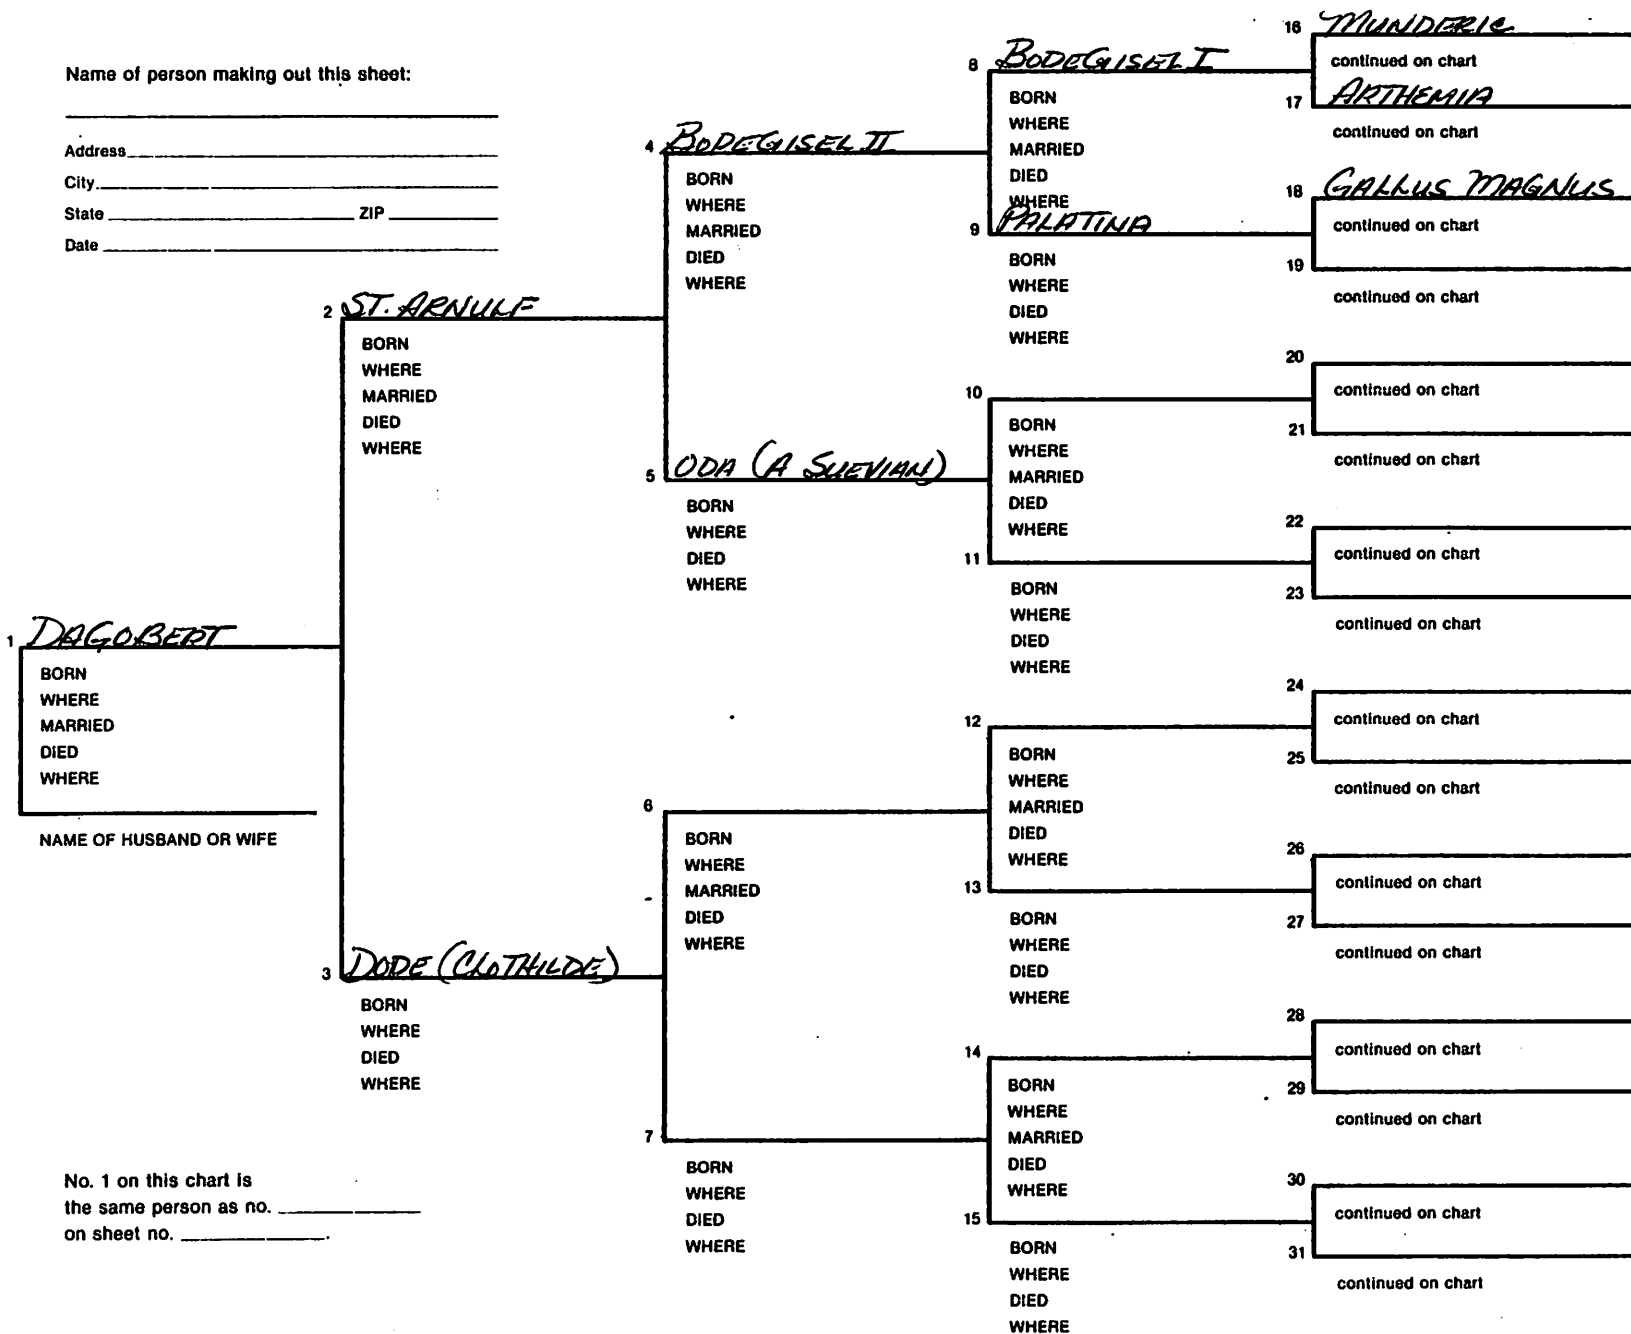 Name of person making out this sheet:
Address
City
State ZIP
Date
1 DAGOBERT
BORN
WHERE
MARRIED
DIED
WHERE
NAME OF HUSBAND OR WIFE
No. 1 on this chart is
the same person as no.
on sheet no. .
2 ST. ARNULF
BORN
WHERE
MARRIED
DIED
WHERE
3 DODE (CLOTHILDE)
BORN
WHERE
DIED
WHERE
4 BODEGISEL II
BORN
WHERE
MARRIED
DIED
WHERE
5 ODA (A SUEVIAN)
BORN
WHERE
DIED
WHERE
6
BORN
WHERE
MARRIED
DIED
WHERE
7
BORN
WHERE
DIED
WHERE
8 BODEGISEL I
BORN
WHERE
MARRIED
DIED
WHERE
9 PALATINA
BORN
WHERE
DIED
WHERE
10
BORN
WHERE
MARRIED
DIED
WHERE
11
BORN
WHERE
DIED
WHERE
12
BORN
WHERE
MARRIED
DIED
WHERE
13
BORN
WHERE
DIED
WHERE
14
BORN
WHERE
MARRIED
DIED
WHERE
15
BORN
WHERE
DIED
WHERE
16 MUNDERIC
continued on chart
17 ARTHEMIA
continued on chart
18 GALLUS MAGNUS
continued on chart
19
continued on chart
20
continued on chart
21
continued on chart
22
continued on chart
23
continued on chart
24
continued on chart
25
continued on chart
26
continued on chart
27
continued on chart
28
continued on chart
29
continued on chart
30
continued on chart
31
continued on chart